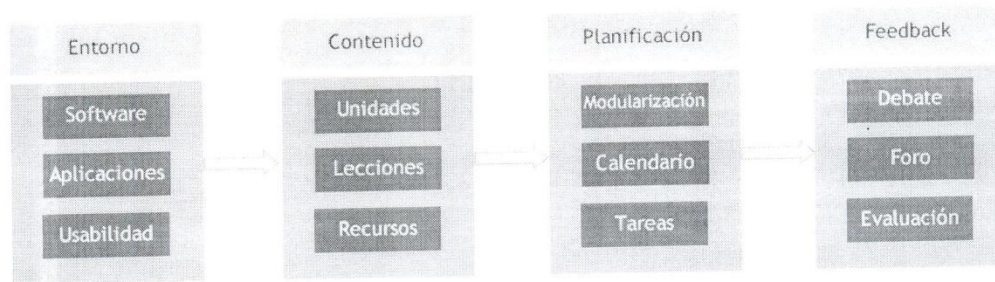 Entorno
Software
Aplicaciones
Usabilidad
Contenido
Unidades
Lecciones
Recursos
Planificación
Modularización
Calendario
Tareas
Feedback
Debate
Foro
Evaluación